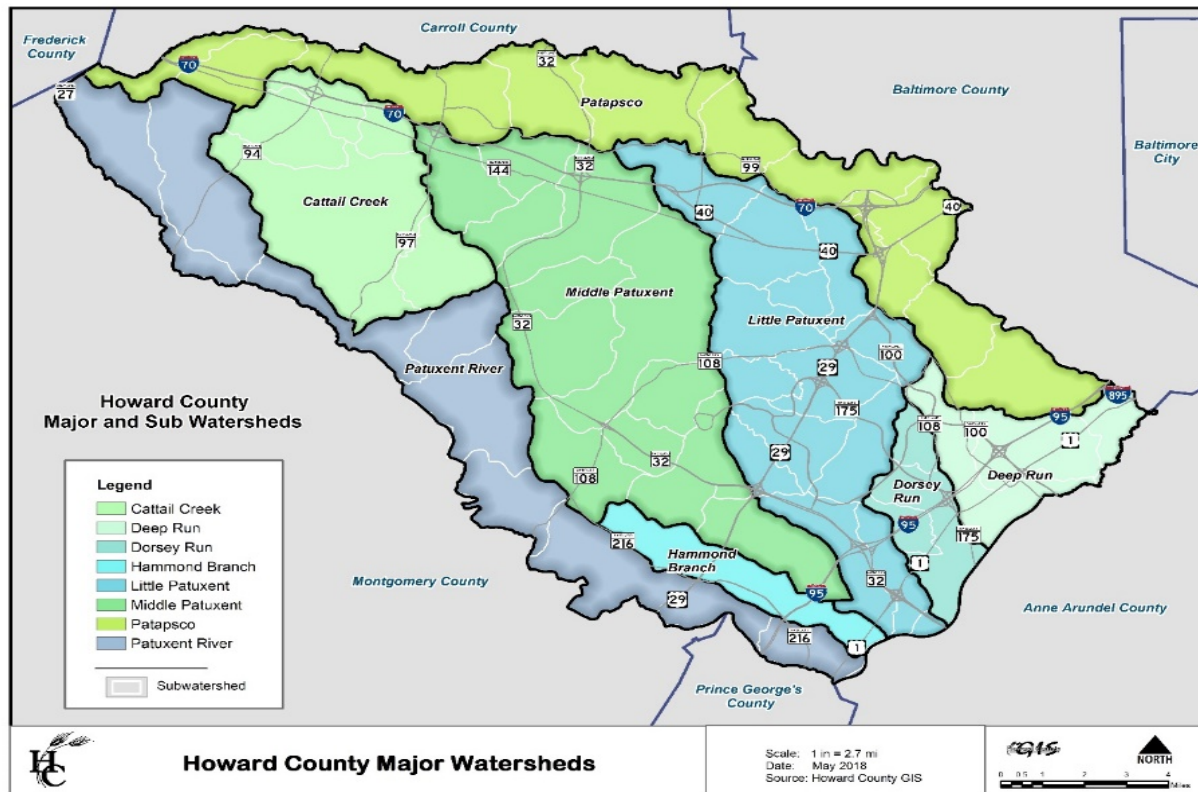 Carroll County
Frederick
County
32
70
27
Patapsco
Baltimore County
70
Baltimore
City
94
144
32
99
Cattail Creek
40
70
40
97
40
Middle Patuxent
Little Patuxent
32
108
100
Patuxent River
29
895
Howard County
Major and Sub Watersheds
175
95
108
100
1
29
32
108
Deep Run
Legend
Cattail Creek
Deep Run
Dorsey Run
Hammond Branch
Little Patuxent
Middle Patuxent
Patapsco
Patuxent River
Subwatershed
Dorsey
Run
95
175
216
Hammond
Branch
1
32
Montgomery County
95
29
Anne Arundel County
216
1
Prince George's
County
HC
Howard County Major Watersheds
Scale: 1 in = 2.7 mi
Date: May 2018
Source: Howard County GIS
GIS
NORTH
0 0.5 1 2 3 4
Miles